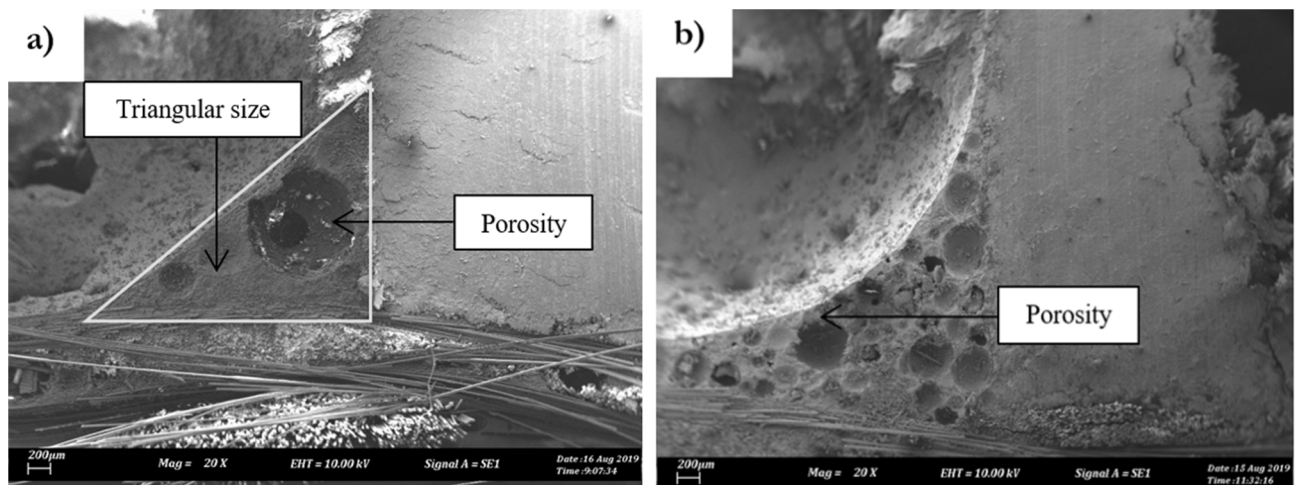 a)
Triangular size
Porosity
200µm
Mag = 20 X
EHT = 10.00 kV
Signal A = SE1
Date :16 Aug 2019
Time :9:07:34
b)
Porosity
200µm
Mag = 20 X
EHT = 10.00 kV
Signal A = SE1
Date :15 Aug 2019
Time :11:32:16